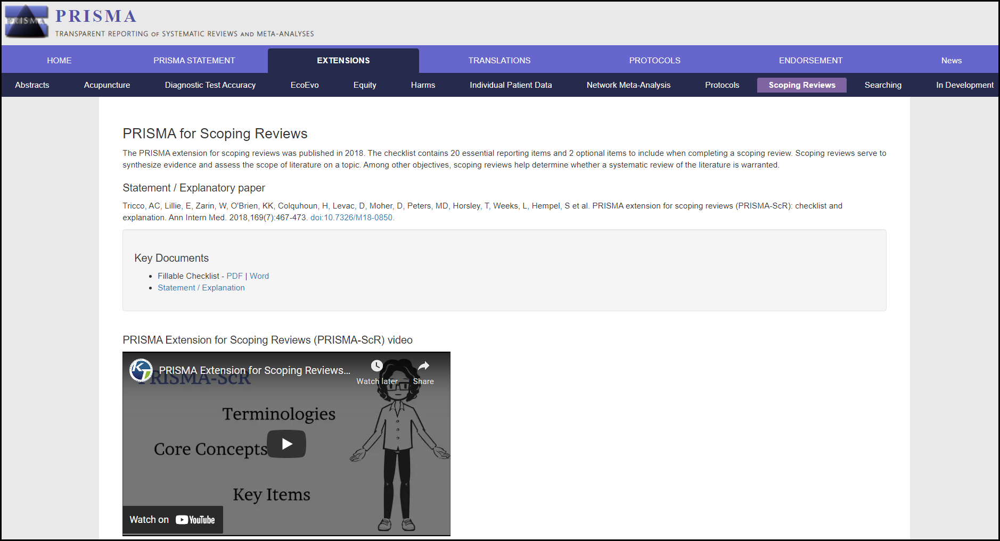 PRISMA
PRISMA
TRANSPARENT REPORTING OF SYSTEMATIC REVIEWS AND META-ANALYSES
HOME PRISMA STATEMENT EXTENSIONS TRANSLATIONS PROTOCOLS ENDORSEMENT News
Abstracts Acupuncture Diagnostic Test Accuracy EcoEvo Equity Harms Individual Patient Data Network Meta-Analysis Protocols Scoping Reviews Searching In Development
PRISMA for Scoping Reviews
The PRISMA extension for scoping reviews was published in 2018. The checklist contains 20 essential reporting items and 2 optional items to include when completing a scoping review. Scoping reviews serve to
synthesize evidence and assess the scope of literature on a topic. Among other objectives, scoping reviews help determine whether a systematic review of the literature is warranted.
Statement / Explanatory paper
Tricco, AC, Lillie, E, Zarin, W, O'Brien, KK, Colquhoun, H, Levac, D, Moher, D, Peters, MD, Horsley, T, Weeks, L, Hempel, S et al. PRISMA extension for scoping reviews (PRISMA-ScR): checklist and
explanation. Ann Intern Med. 2018,169(7):467-473. doi:10.7326/M18-0850.
Key Documents
• Fillable Checklist - PDF | Word
• Statement / Explanation
PRISMA Extension for Scoping Reviews (PRISMA-ScR) video
KT PRISMA Extension for Scoping Reviews...
PRISMA-ScR
Watch later Share
Terminologies
Core Concepts
Key Items
Watch on YouTube